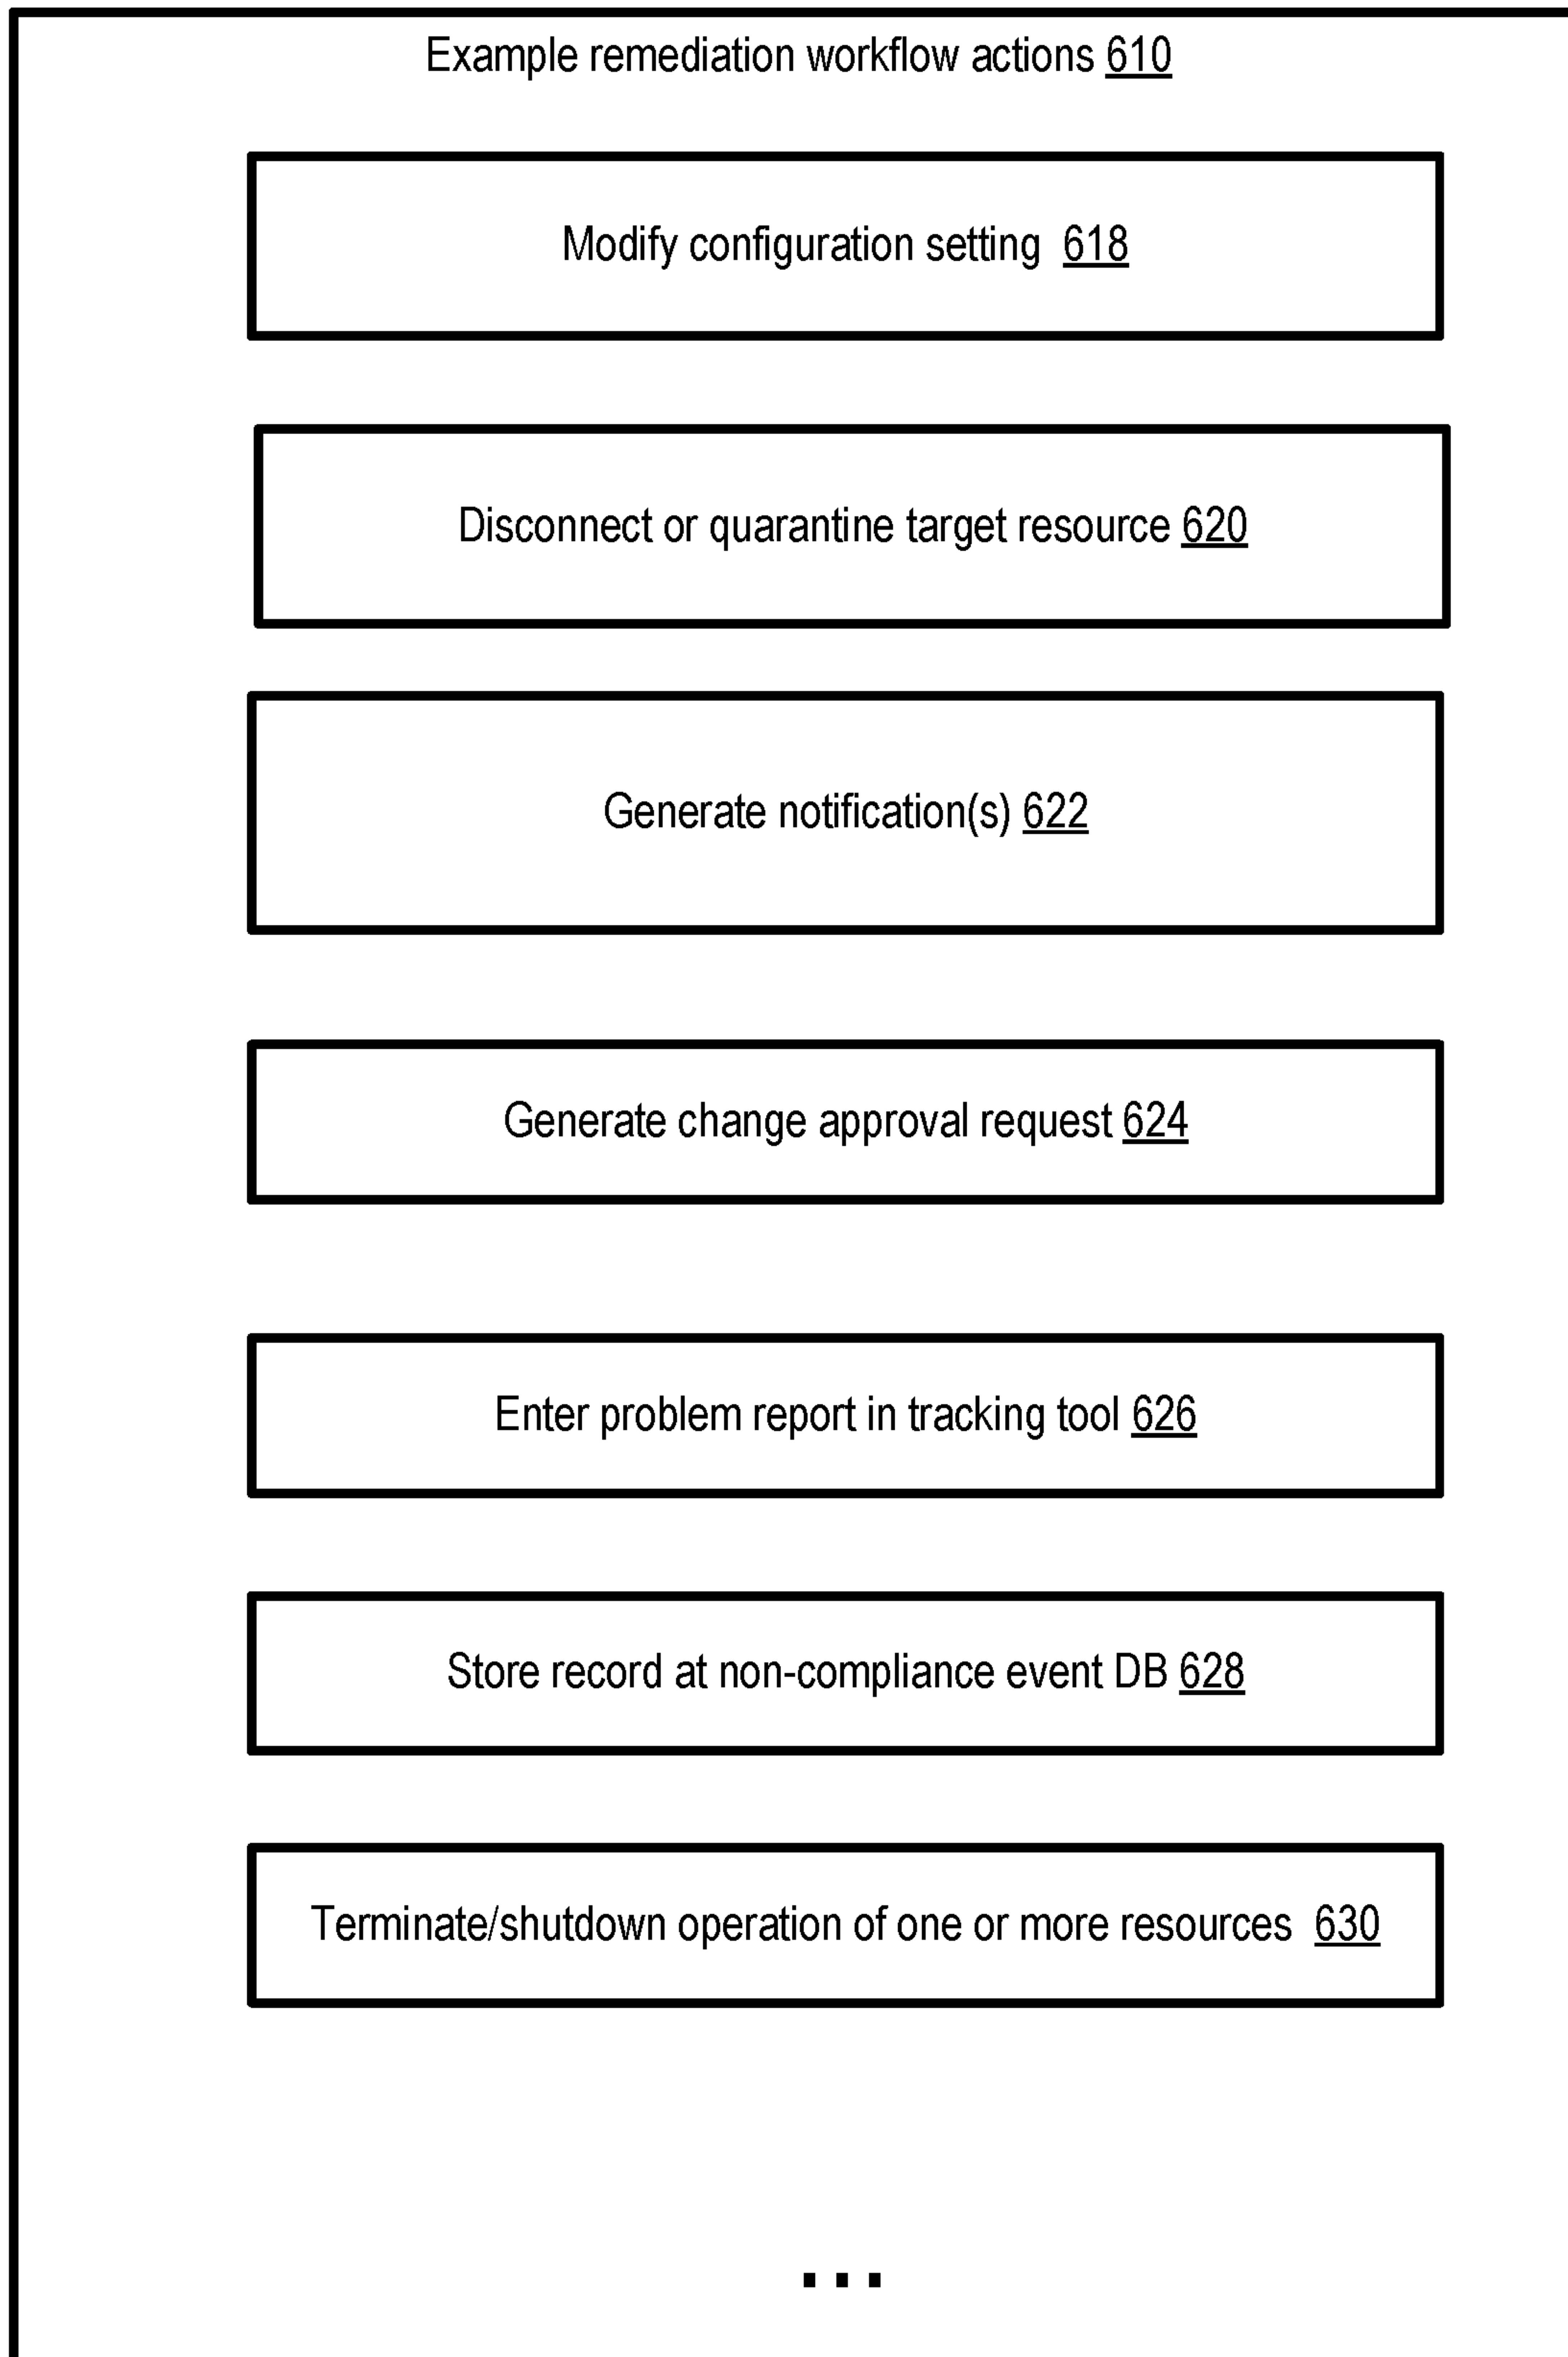 Example remediation workflow actions 610
Modify configuration setting 618
Disconnect or quarantine target resource 620
Generate notification(s) 622
Generate change approval request 624
Enter problem report in tracking tool 626
Store record at non-compliance event DB 628
Terminate/shutdown operation of one or more resources 630
...